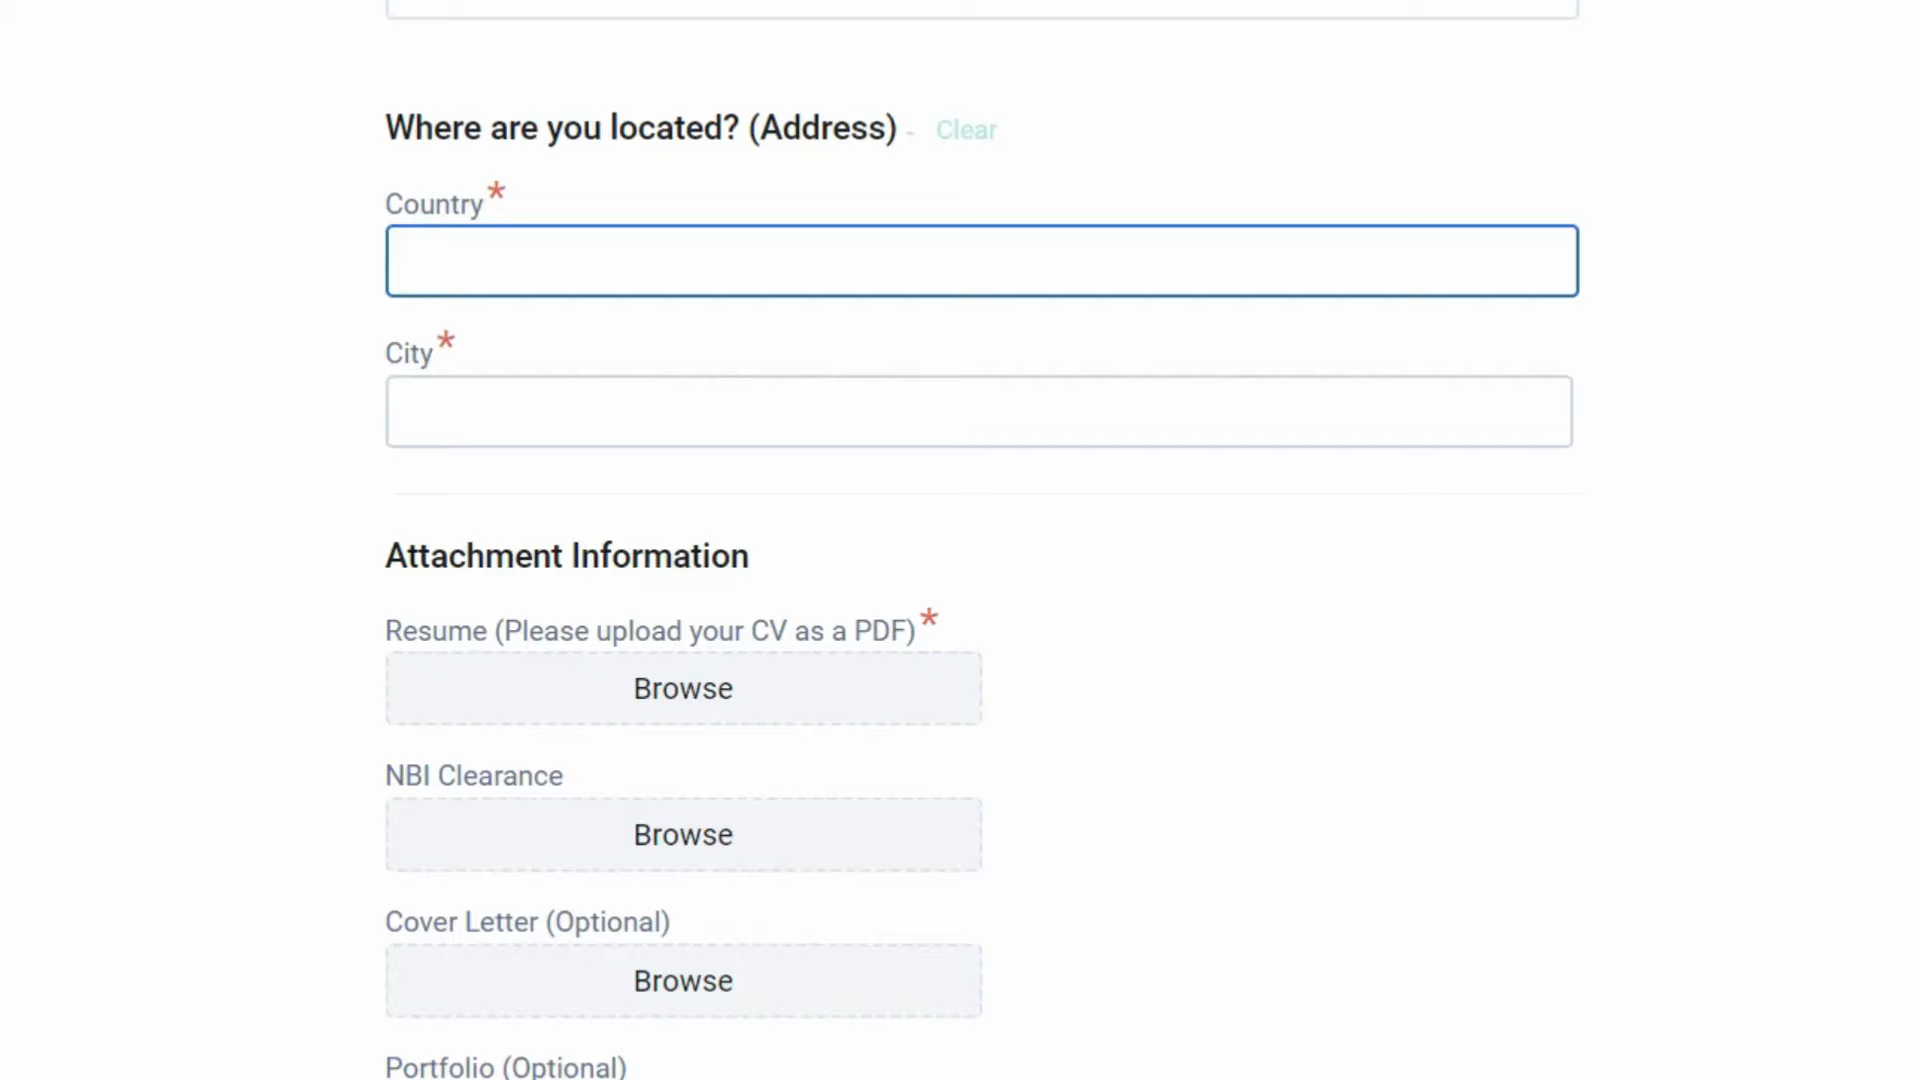 Where are you located? (Address) - Clear
Country *
City *
Attachment Information
Resume (Please upload your CV as a PDF) *
Browse
NBI Clearance
Browse
Cover Letter (Optional)
Browse
Portfolio (Optional)